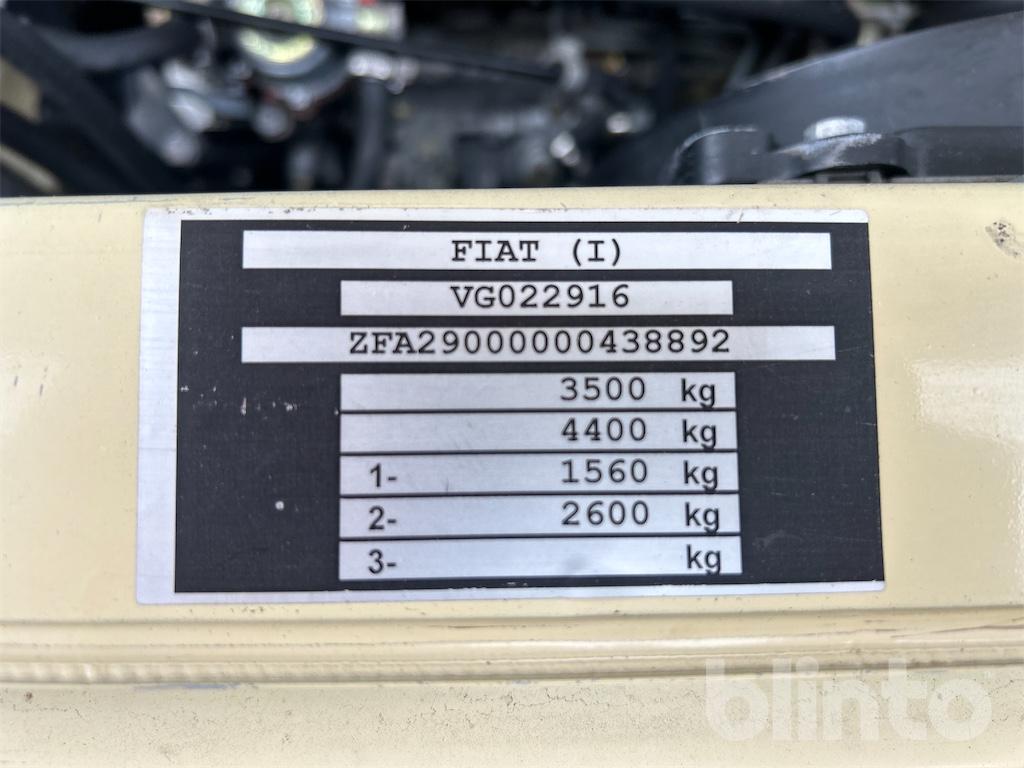 FIAT (I)
VG022916
ZFA29000000438892
3500 kg
4400 kg
1- 1560 kg
2- 2600 kg
3- kg
blinto